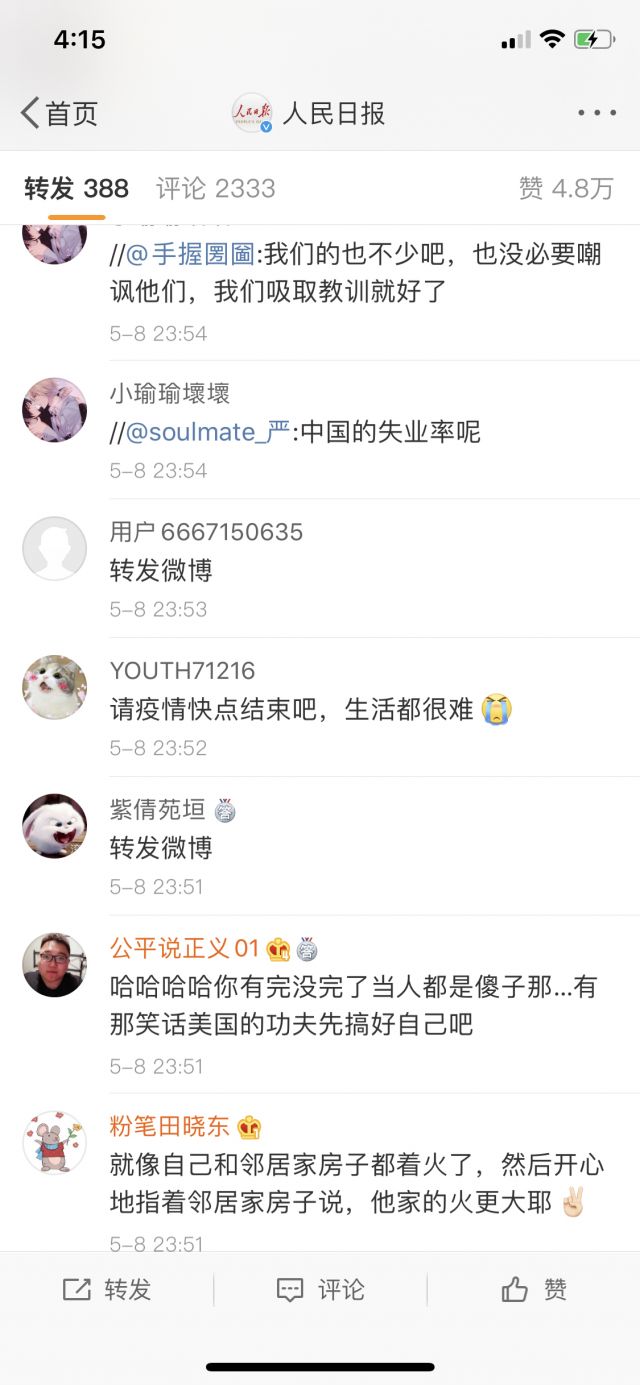 4:15
首页
人民日报
转发 388
评论 2333
赞 4.8万
//@手握圐圙:我们的也不少吧，也没必要嘲
讽他们，我们吸取教训就好了
5-8 23:54
小瑜瑜壞壞
//@soulmate_严:中国的失业率呢
5-8 23:54
用户6667150635
转发微博
5-8 23:53
YOUTH71216
请疫情快点结束吧，生活都很难😭
5-8 23:52
紫倩苑垣
转发微博
5-8 23:51
公平说正义01
哈哈哈哈你有完没完了当人都是傻子那...有
那笑话美国的功夫先搞好自己吧
5-8 23:51
粉笔田晓东
就像自己和邻居家房子都着火了，然后开心
地指着邻居家房子说，他家的火更大耶✌🏻
5-8 23:51
转发
评论
赞